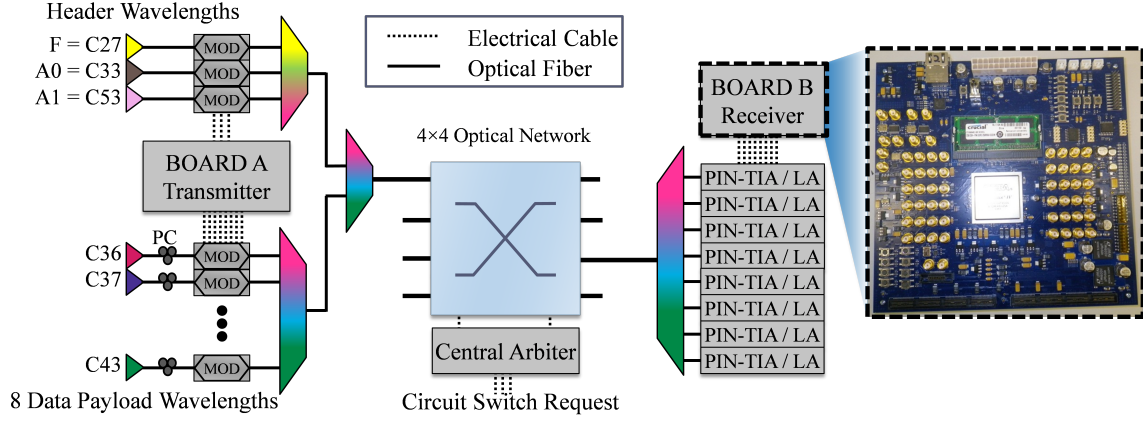 Header Wavelengths
F = C27
A0 = C33
A1 = C53
MOD
MOD
MOD
BOARD A
Transmitter
C36
PC
MOD
C37
MOD
C43
MOD
8 Data Payload Wavelengths
Electrical Cable
Optical Fiber
4×4 Optical Network
Central Arbiter
Circuit Switch Request
BOARD B
Receiver
PIN-TIA / LA
PIN-TIA / LA
PIN-TIA / LA
PIN-TIA / LA
PIN-TIA / LA
PIN-TIA / LA
PIN-TIA / LA
PIN-TIA / LA
crucial